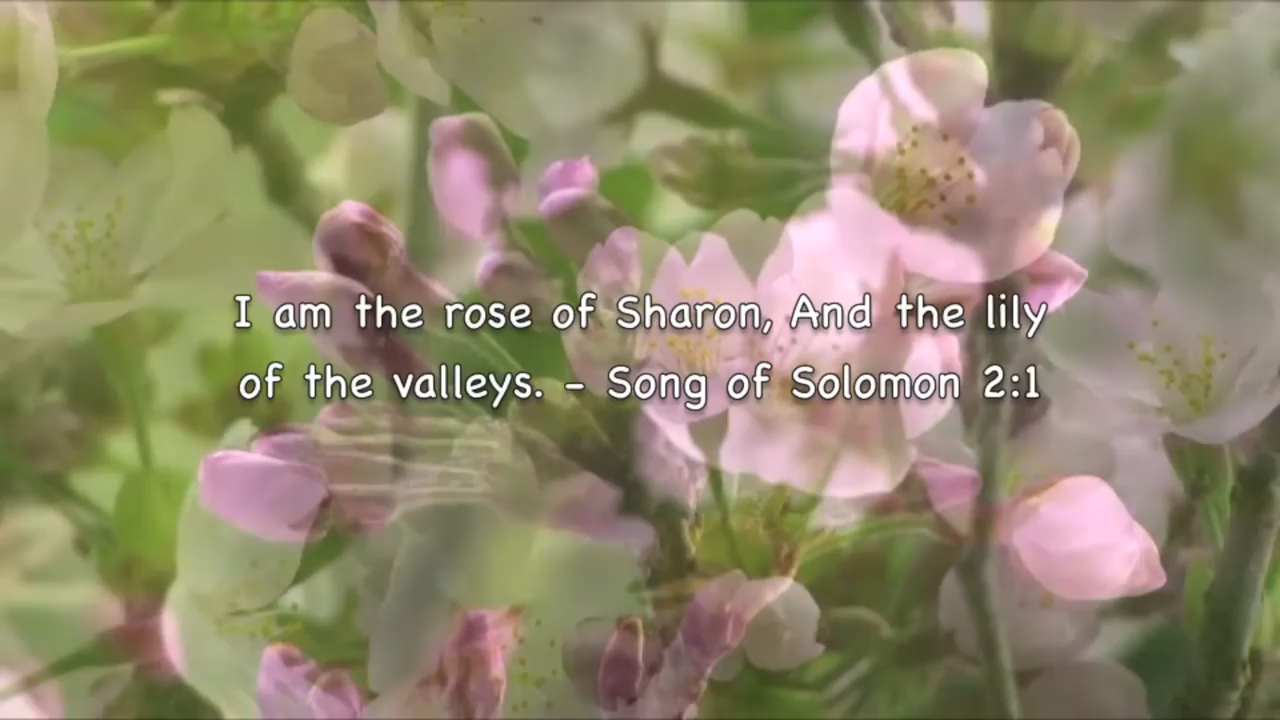 I am the rose of Sharon, And the lily
of the valleys. – Song of Solomon 2:1